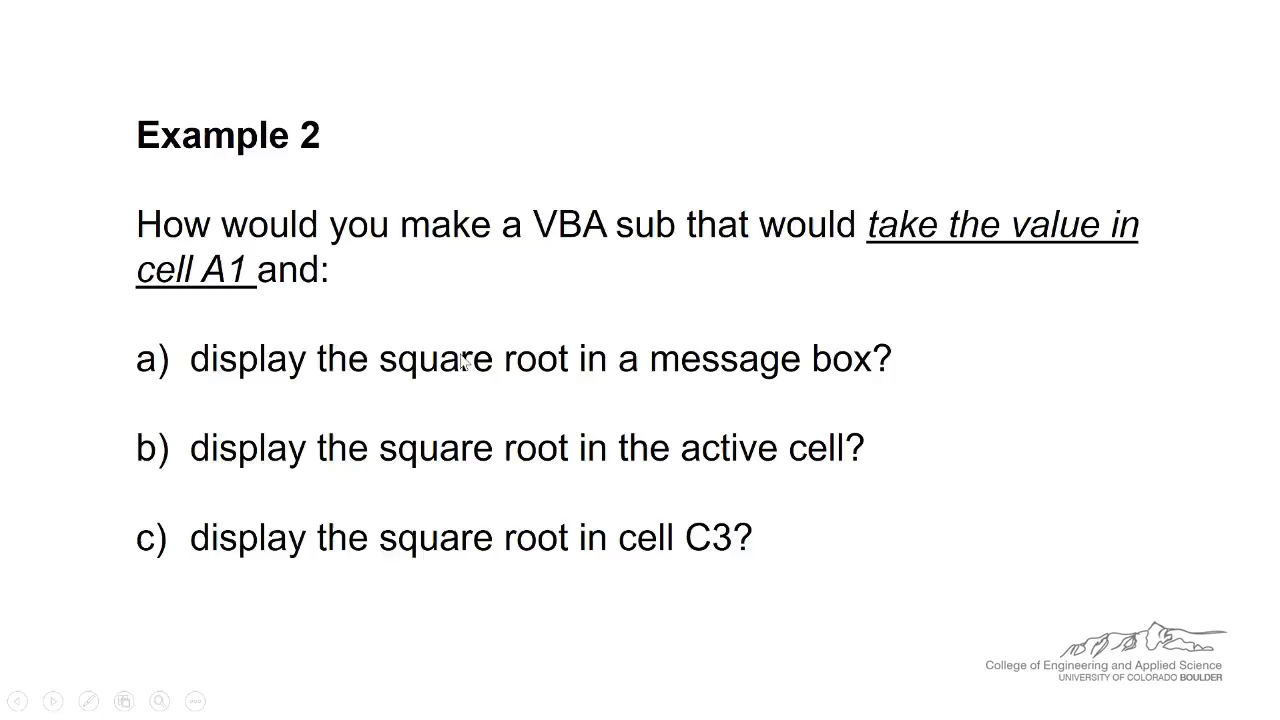 Example 2
How would you make a VBA sub that would take the value in
cell A1 and:
a) display the square root in a message box?
b) display the square root in the active cell?
c) display the square root in cell C3?
College of Engineering and Applied Science
UNIVERSITY OF COLORADO BOULDER